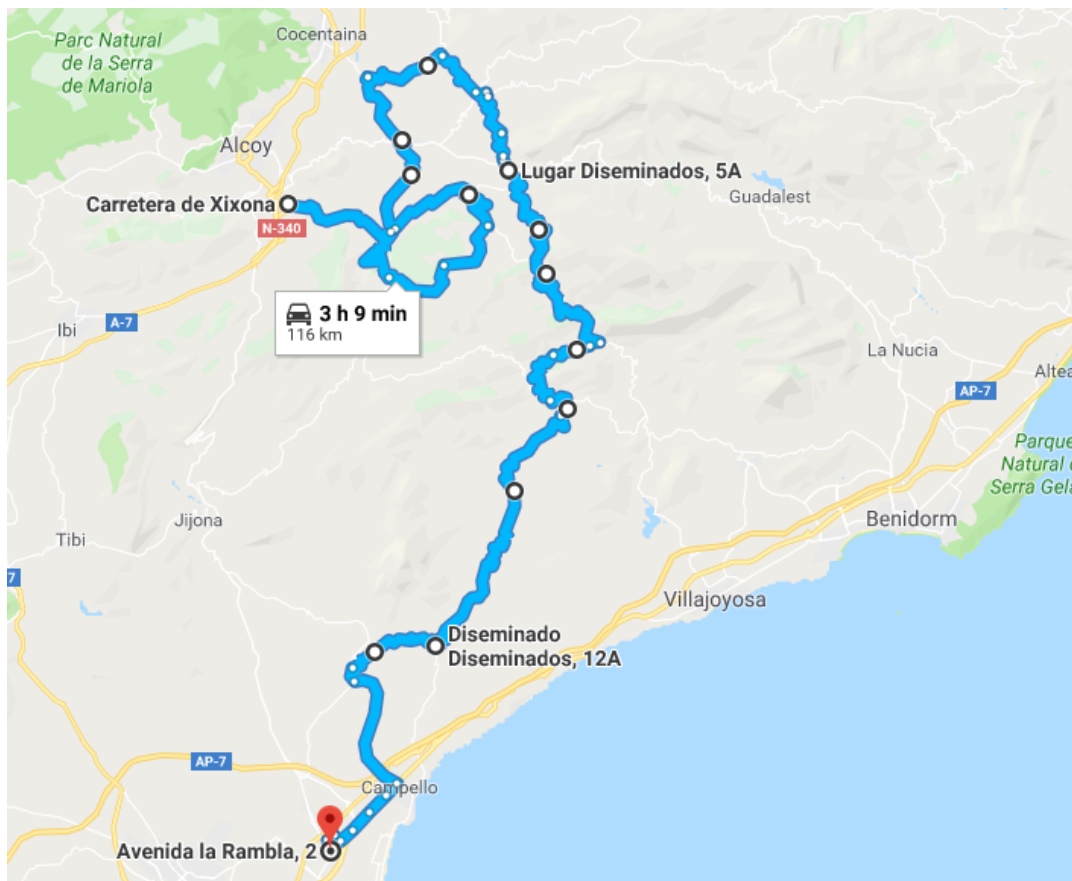 Cocentaina
Parc Natural
de la Serra
de Mariola
Alcoy
Lugar Diseminados, 5A
Guadalest
Carretera de Xixona
N-340
3 h 9 min
116 km
A-7
Ibi
La Nucia
Altea
AP-7
Parque
Natural d
Serra Gela
Jijona
Benidorm
Tibi
7
Villajoyosa
Diseminado
Diseminados, 12A
AP-7
Campello
Avenida la Rambla, 2